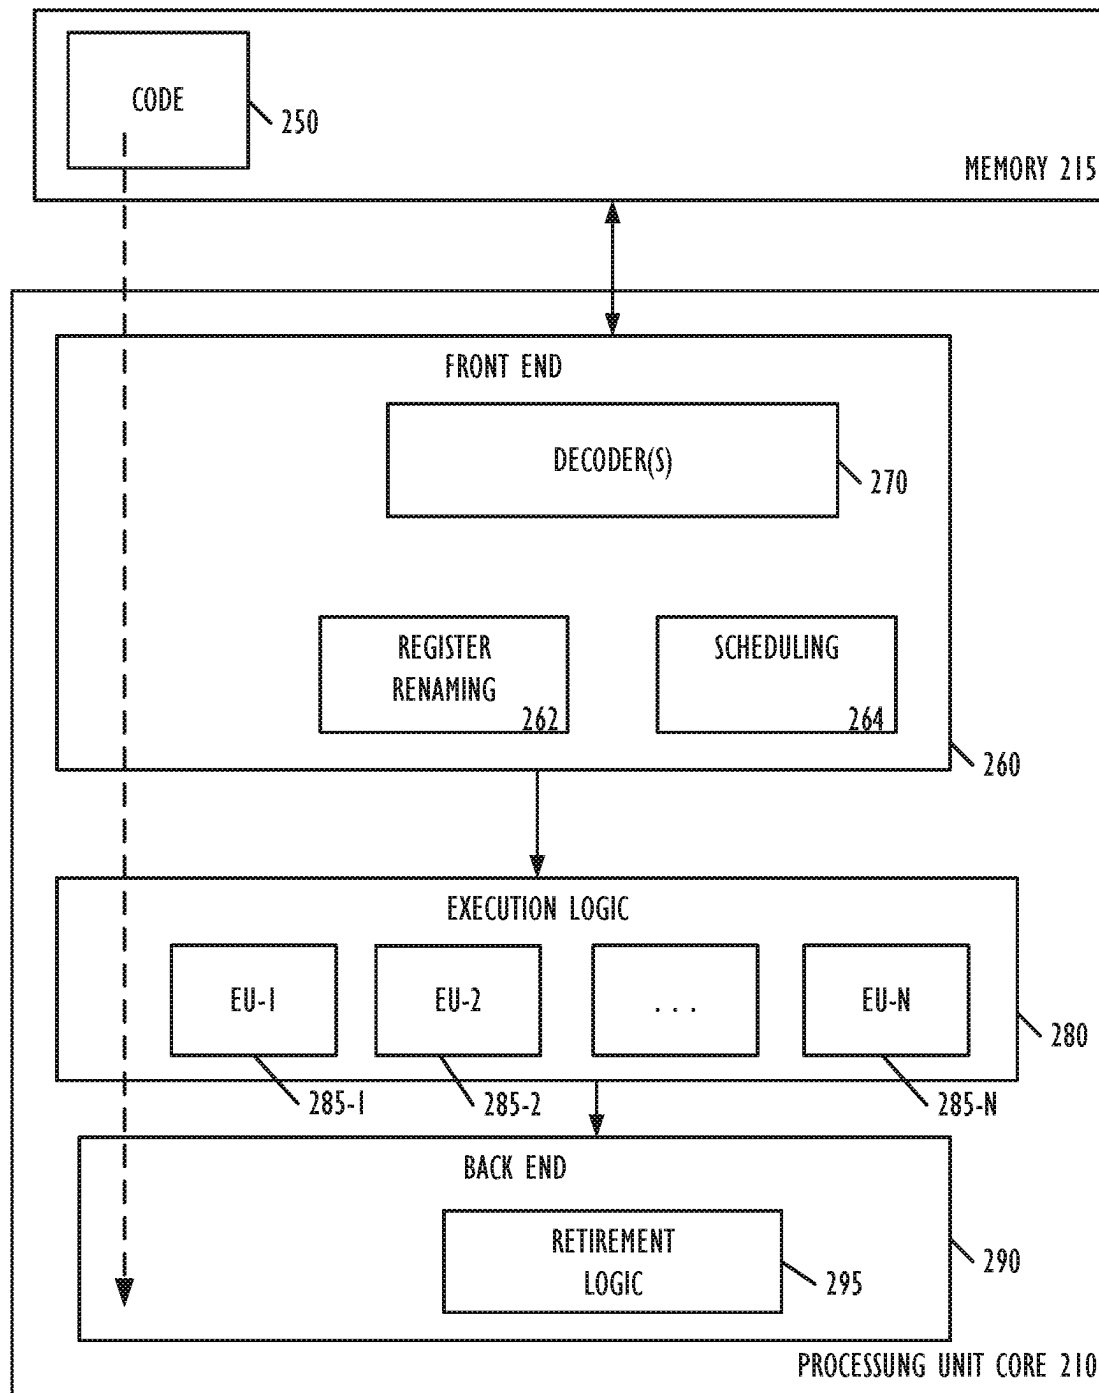 CODE
250
MEMORY 215
FRONT END
DECODER(S)
270
REGISTER
RENAMING
262
SCHEDULING
264
260
EXECUTION LOGIC
EU-1
EU-2
...
EU-N
280
285-1
285-2
285-N
BACK END
RETIREMENT
LOGIC
295
290
PROCESSUNG UNIT CORE 210